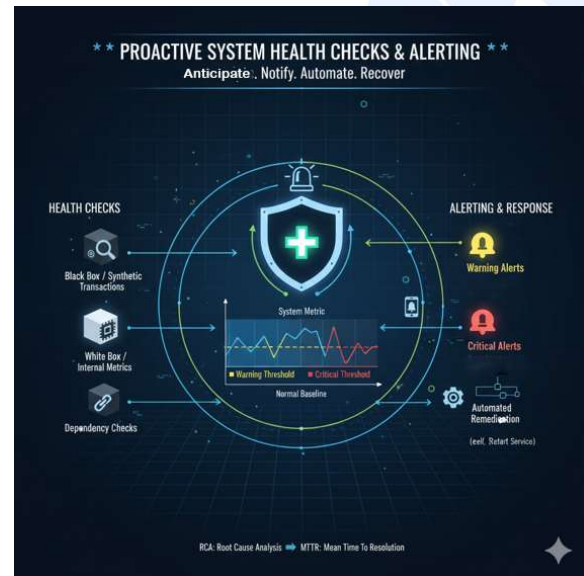 ** PROACTIVE SYSTEM HEALTH CHECKS & ALERTING **
Anticipate . Notify. Automate. Recover
HEALTH CHECKS
Black Box / Synthetic
Transactions
White Box /
Internal Metrics
Dependency Checks
System Metric
Warning Threshold
Critical Threshold
Normal Baseline
ALERTING & RESPONSE
Warning Alerts
Critical Alerts
Automated
Remediation
Service)
RCA: Root Cause Analysis ➡ MTTR: Mean Time To Resolution